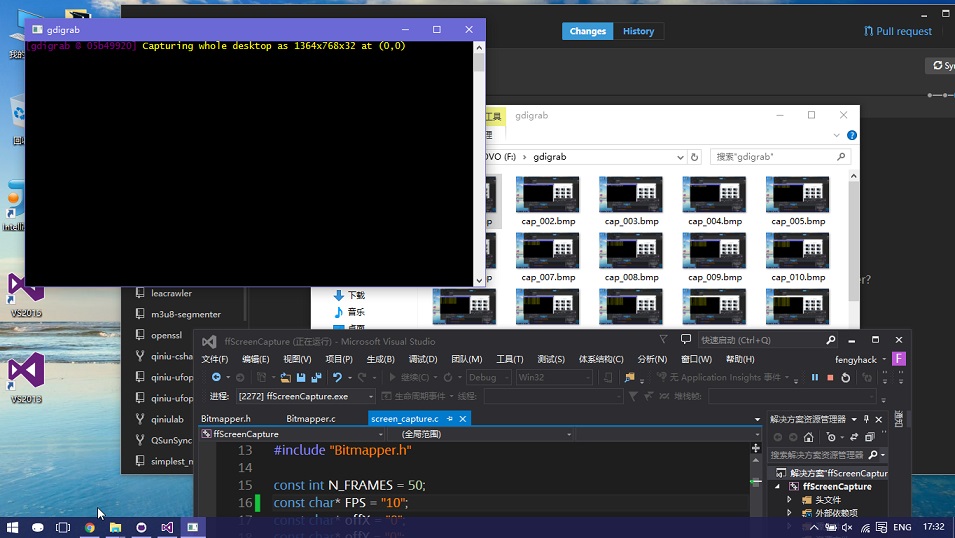 gdigrab
[gdigrab @ 05b49920] Capturing whole desktop as 1364x768x32 at (0,0)
Changes
History
Pull request
工具
gdigrab
(F:) > gdigrab
搜索"gdigrab"
cap_002.bmp
cap_003.bmp
cap_004.bmp
cap_005.bmp
cap_007.bmp
cap_008.bmp
cap_009.bmp
cap_010.bmp
下载
音乐
VS2015
VS2013
leacrawler
m3u8-segmenter
openssl
qiniu-csha
qiniu-ufop
qiniu-ufop
qiniulab
QSunSync
simplest_n
ffScreenCapture (正在运行) - Microsoft Visual Studio
快速启动 (Ctrl+Q)
文件(F)
编辑(E)
视图(V)
项目(P)
生成(B)
调试(D)
团队(M)
工具(T)
测试(S)
体系结构(C)
分析(N)
窗口(W)
帮助(H)
fengyhack
F
继续(C)
Debug
Win32
无 Application Insights 事件
进程:
[2272] ffScreenCapture.exe
生命周期事件
线程:
堆栈帧:
Bitmapper.h
Bitmapper.c
screen_capture.c
ffScreenCapture
(全局范围)
13 #include "Bitmapper.h"
14
15 const int N_FRAMES = 50;
16 const char* FPS = "10";
17 const char* offX = "0";
解决方案资源管理器
搜索解决方案资源管理器
解决方案"ffScreenCaptur
ffScreenCapture
头文件
外部依赖项
ENG
17:32